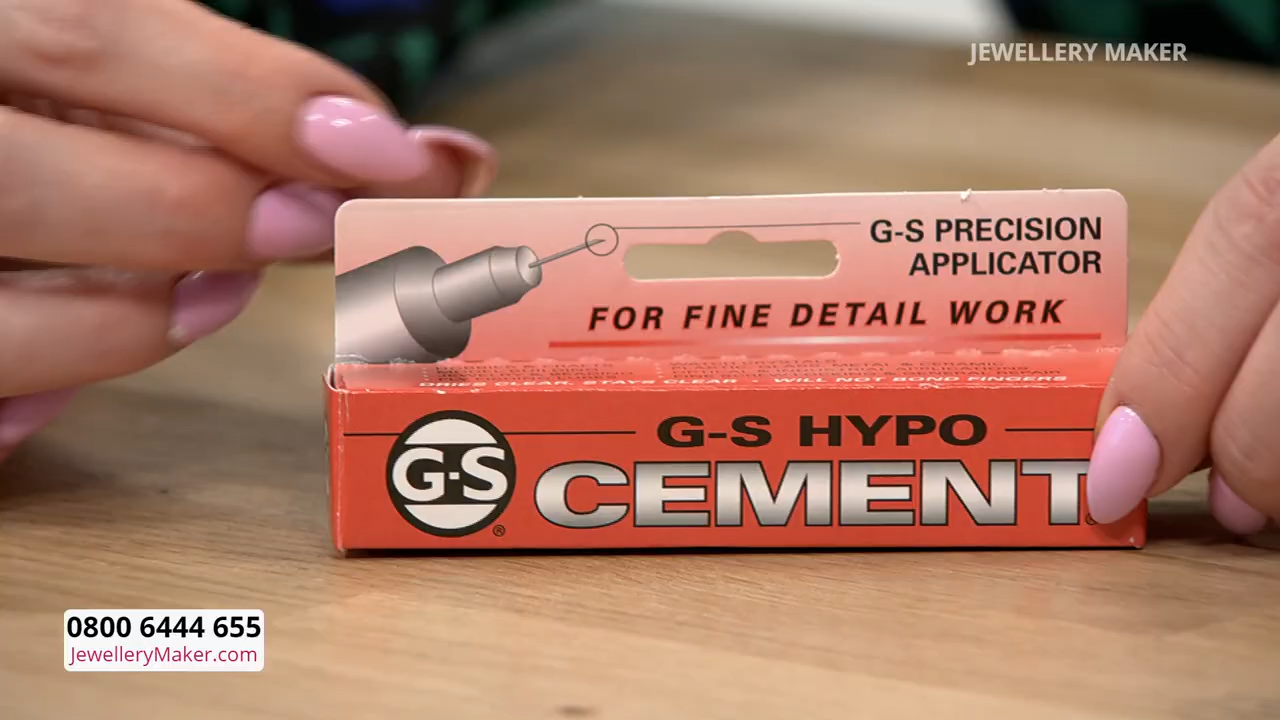 JEWELLERY MAKER
G-S PRECISION
APPLICATOR
FOR FINE DETAIL WORK
DRIES CLEAR, STAYS CLEAR WILL NOT BOND FINGERS
G-S HYPO
G-S
CEMENT
®
0800 6444 655
JewelleryMaker.com